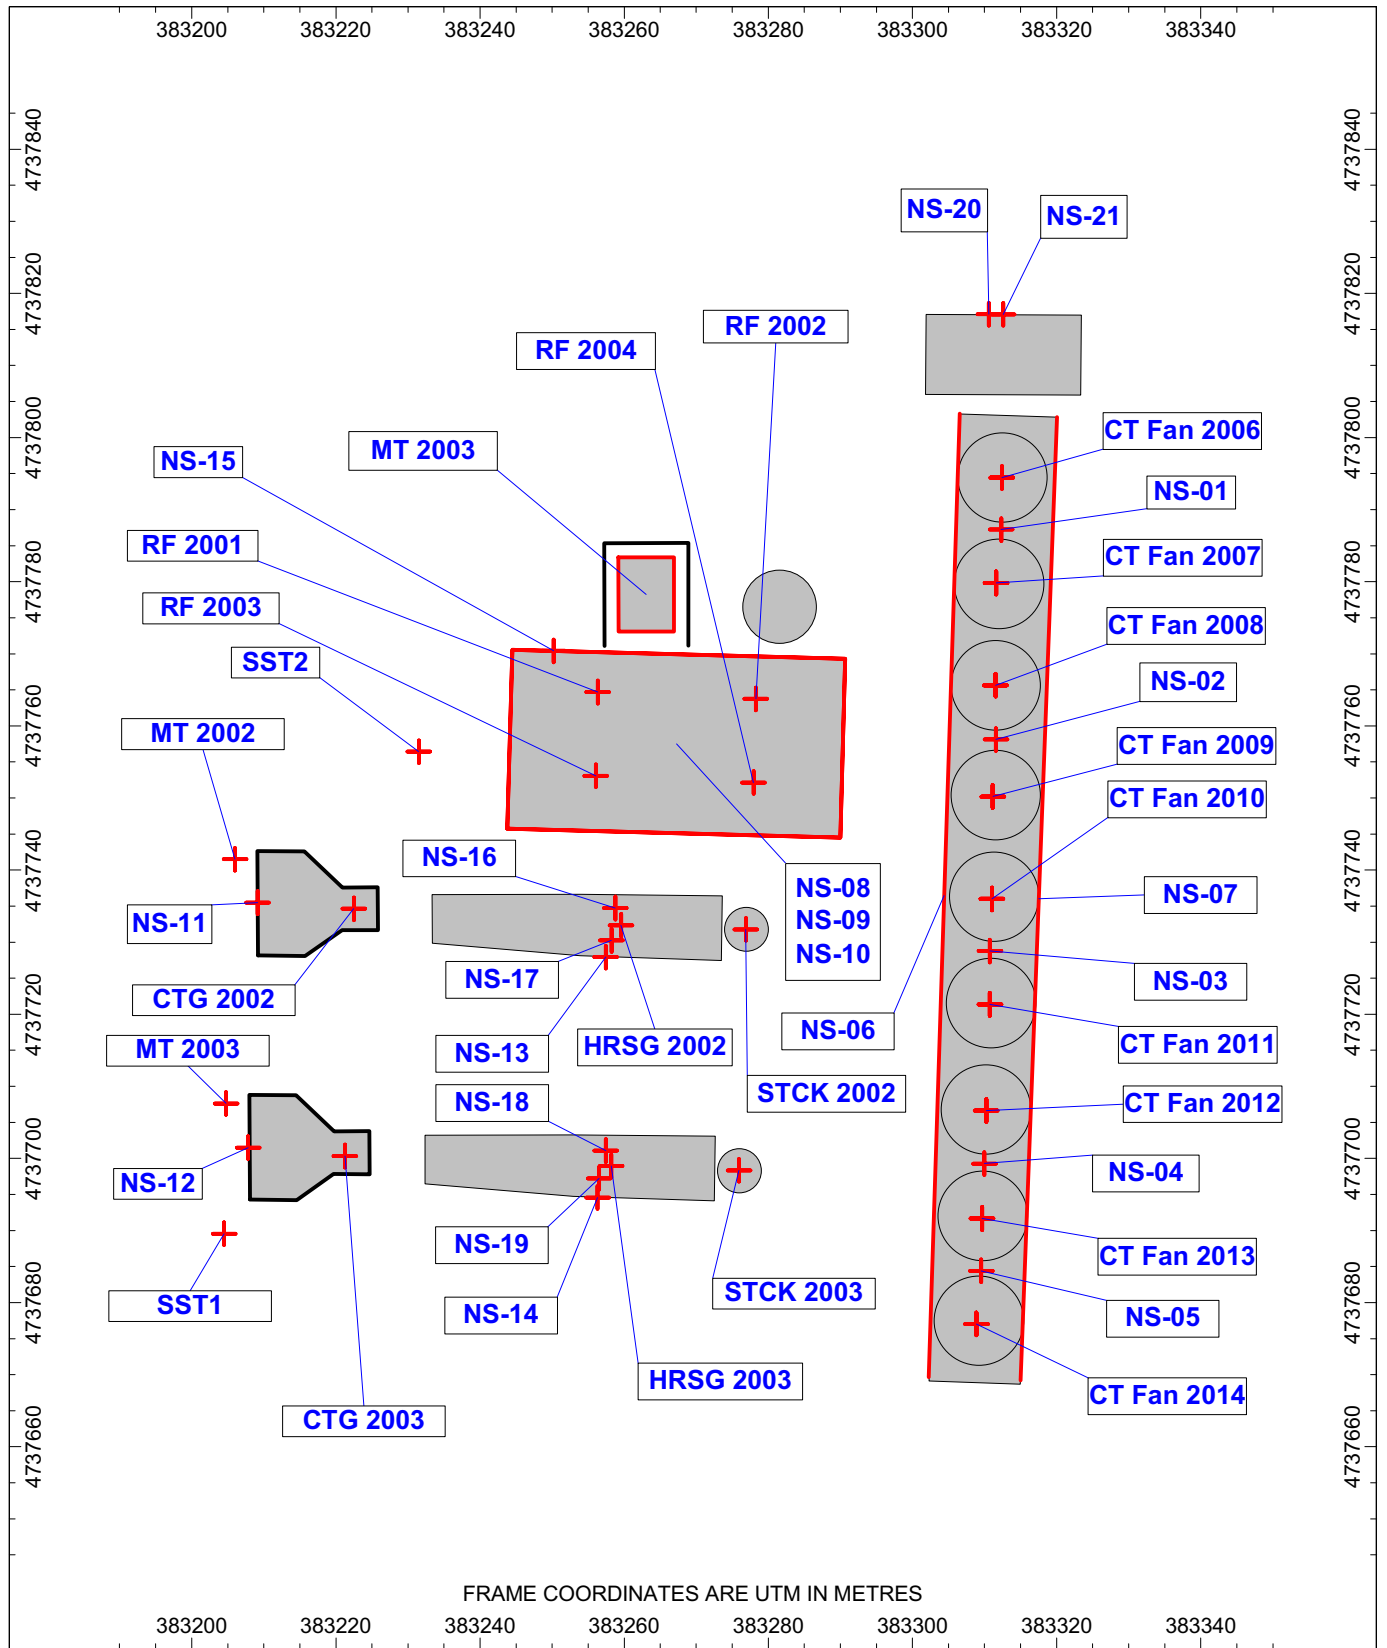 383200 383220 383240 383260 383280 383300 383320 383340
4737840
4737840
4737820
4737820
4737800
4737800
4737780
4737780
4737760
4737760
4737740
4737740
4737720
4737720
4737700
4737700
4737680
4737680
4737660
4737660
NS-20
NS-21
RF 2002
RF 2004
MT 2003
NS-15
RF 2001
RF 2003
SST2
MT 2002
CT Fan 2006
NS-01
CT Fan 2007
CT Fan 2008
NS-02
CT Fan 2009
CT Fan 2010
NS-16
NS-08
NS-09
NS-10
NS-07
NS-11
NS-17
NS-03
CTG 2002
NS-06
MT 2003
NS-13
HRSG 2002
CT Fan 2011
STCK 2002
NS-18
CT Fan 2012
NS-12
NS-04
NS-19
CT Fan 2013
SST1
NS-14
STCK 2003
NS-05
HRSG 2003
CT Fan 2014
CTG 2003
FRAME COORDINATES ARE UTM IN METRES
383200 383220 383240 383260 383280 383300 383320 383340